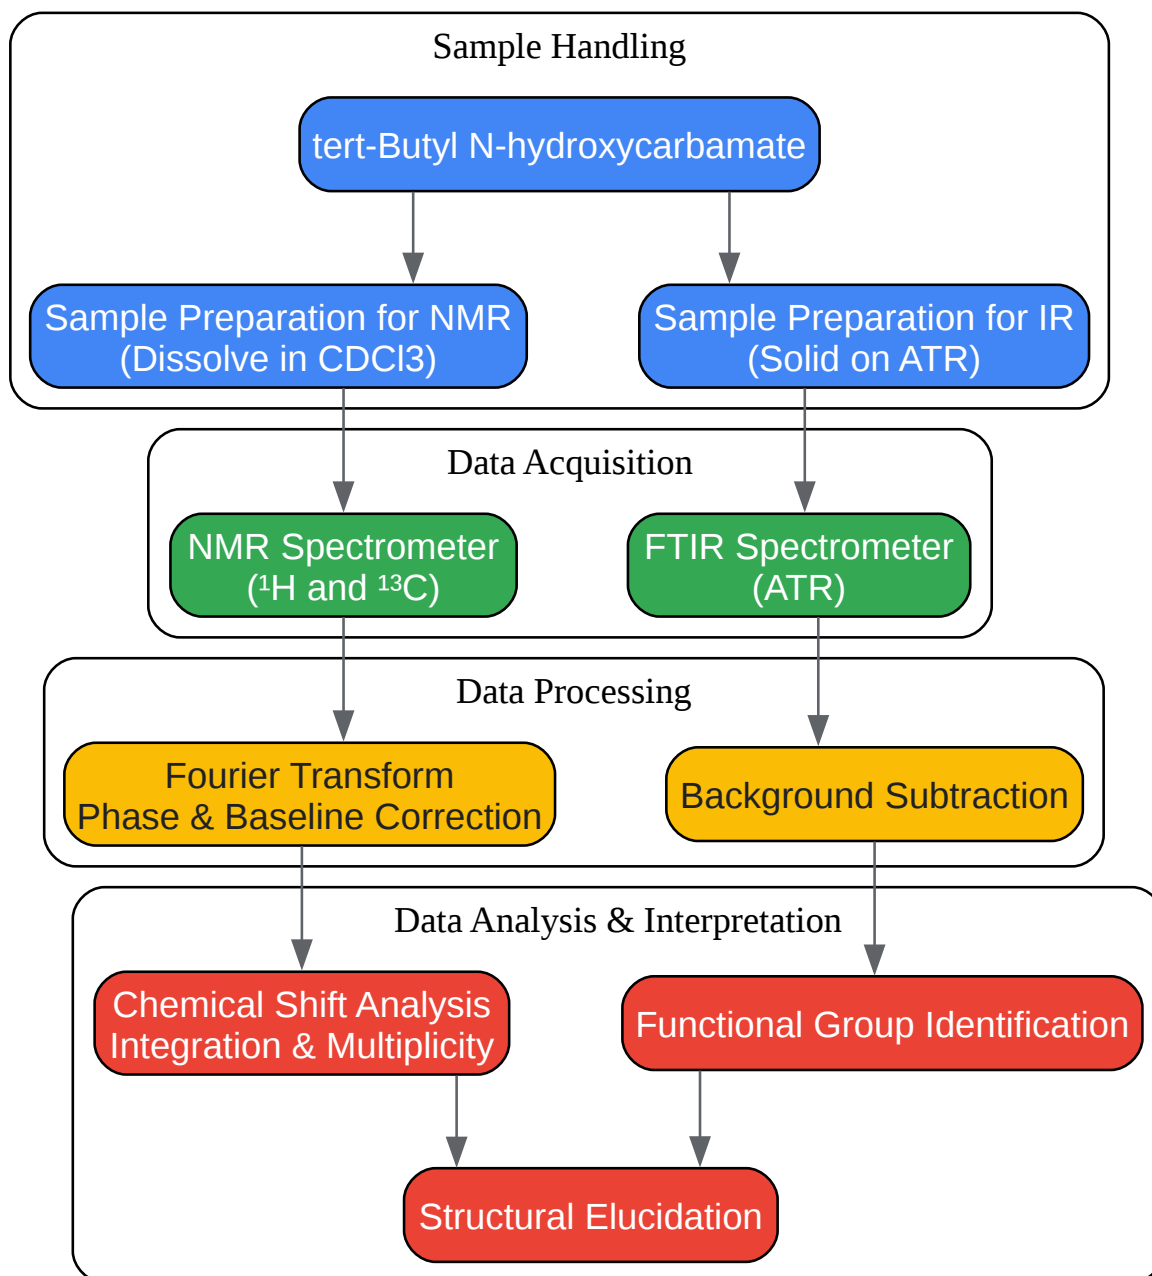 Sample Handling
tert-Butyl N-hydroxycarbamate
Sample Preparation for NMR
(Dissolve in CDCl3)
Sample Preparation for IR
(Solid on ATR)
Data Acquisition
NMR Spectrometer
(¹H and ¹³C)
FTIR Spectrometer
(ATR)
Data Processing
Fourier Transform
Phase & Baseline Correction
Background Subtraction
Data Analysis & Interpretation
Chemical Shift Analysis
Integration & Multiplicity
Functional Group Identification
Structural Elucidation